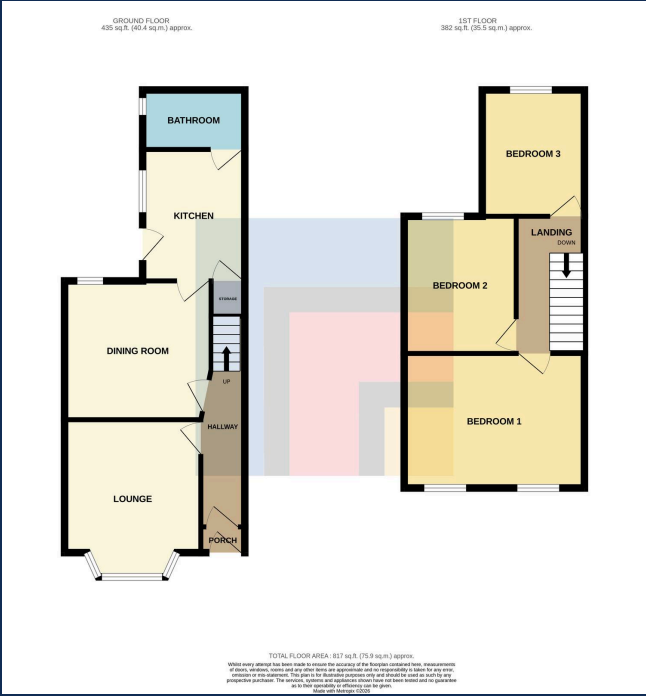 GROUND FLOOR
435 sq.ft. (40.4 sq.m.) approx.
1ST FLOOR
382 sq.ft. (35.5 sq.m.) approx.
BATHROOM
KITCHEN
STORAGE
DINING ROOM
UP
HALLWAY
LOUNGE
PORCH
BEDROOM 3
LANDING
DOWN
BEDROOM 2
BEDROOM 1
TOTAL FLOOR AREA : 817 sq.ft. (75.9 sq.m.) approx.
Whilst every attempt has been made to ensure the accuracy of the floorplan contained here, measurements
of doors, windows, rooms and any other items are approximate and no responsibility is taken for any error,
omission or mis-statement. This plan is for illustrative purposes only and should be used as such by any
prospective purchaser. The services, systems and appliances shown have not been tested and no guarantee
as to their operability or efficiency can be given.
Made with Metropix ©2026